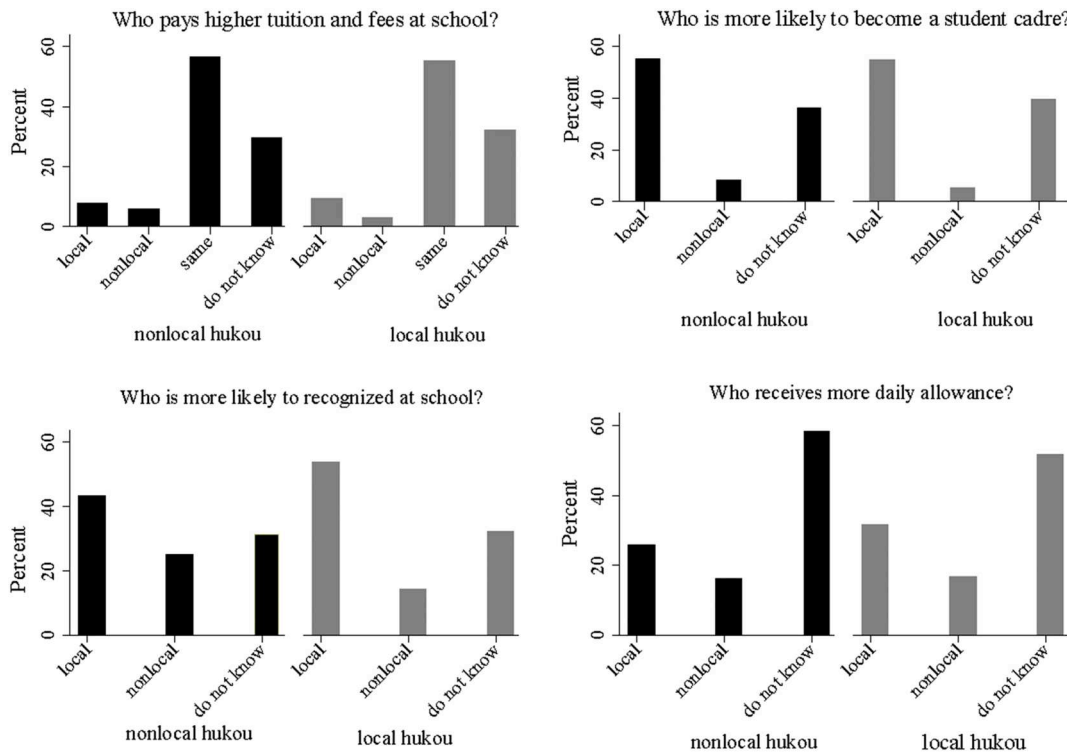 Who pays higher tuition and fees at school?
Percent
60
40
20
0
local
nonlocal
same
do not know
local
nonlocal
same
do not know
nonlocal hukou
local hukou
Who is more likely to become a student cadre?
Percent
60
40
20
0
local
nonlocal
do not know
local
nonlocal
do not know
nonlocal hukou
local hukou
Who is more likely to recognized at school?
Percent
60
40
20
0
local
nonlocal
do not know
local
nonlocal
do not know
nonlocal hukou
local hukou
Who receives more daily allowance?
Percent
60
40
20
0
local
nonlocal
do not know
local
nonlocal
do not know
nonlocal hukou
local hukou